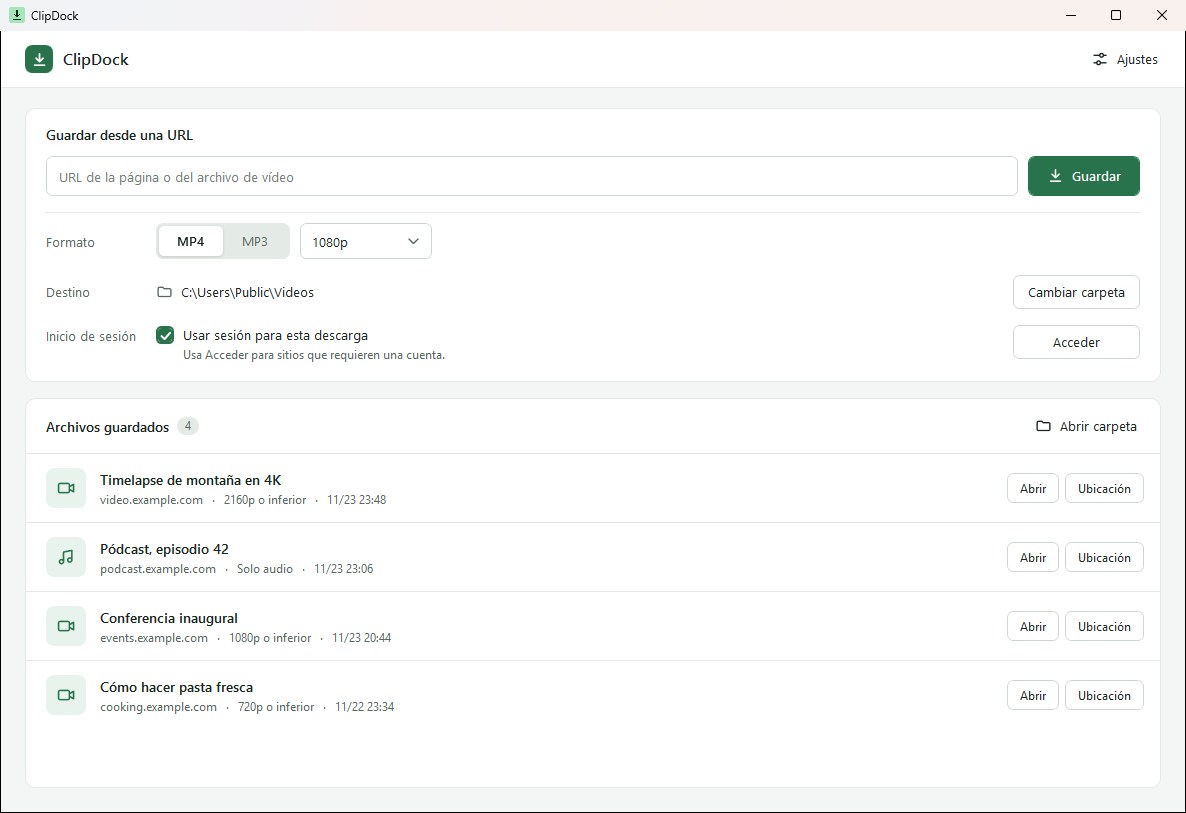 ClipDock
ClipDock
Ajustes
Guardar desde una URL
URL de la página o del archivo de vídeo
Guardar
Formato
MP4
MP3
1080p
Destino
C:\Users\Public\Videos
Cambiar carpeta
Inicio de sesión
Usar sesión para esta descarga
Usa Acceder para sitios que requieren una cuenta.
Acceder
Archivos guardados 4
Abrir carpeta
Timelapse de montaña en 4K
video.example.com · 2160p o inferior · 11/23 23:48
Abrir
Ubicación
Pódcast, episodio 42
podcast.example.com · Solo audio · 11/23 23:06
Abrir
Ubicación
Conferencia inaugural
events.example.com · 1080p o inferior · 11/23 20:44
Abrir
Ubicación
Cómo hacer pasta fresca
cooking.example.com · 720p o inferior · 11/22 23:34
Abrir
Ubicación